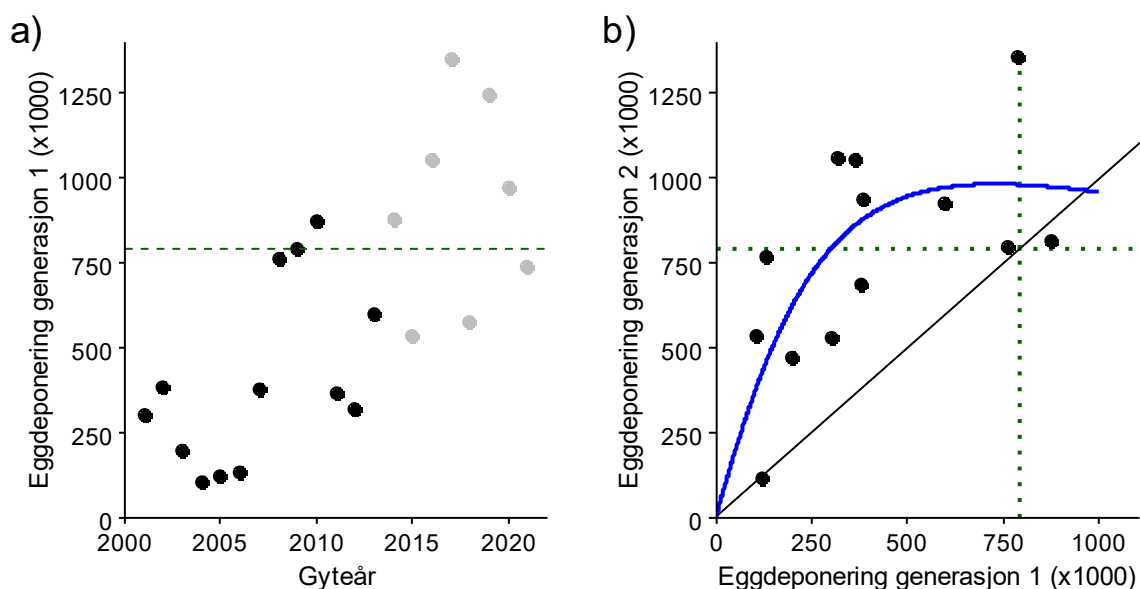 a)
Eggdeponering generasjon 1 (x1000)
1250
1000
750
500
250
0
2000 2005 2010 2015 2020
Gyteår
b)
Eggdeponering generasjon 2 (x1000)
1250
1000
750
500
250
0
0 250 500 750 1000
Eggdeponering generasjon 1 (x1000)